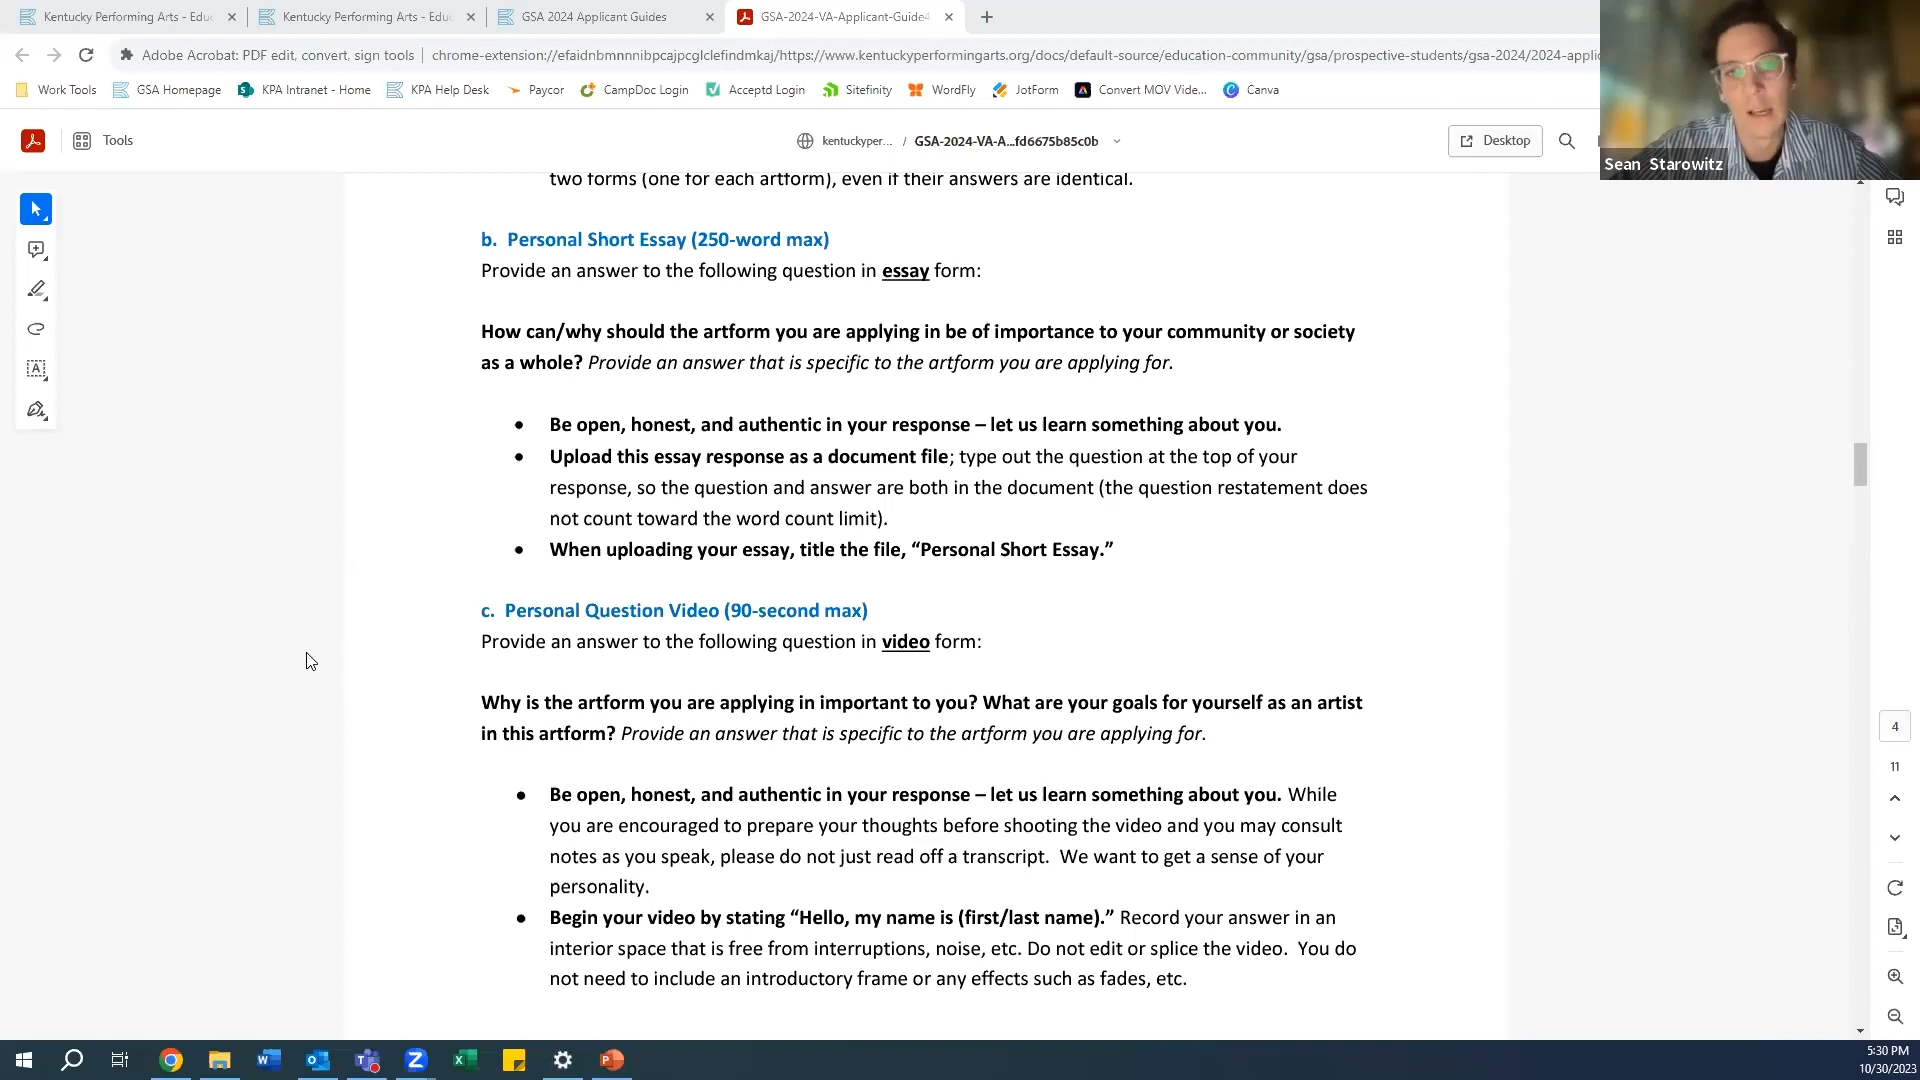 Kentucky Performing Arts - Educ
Kentucky Performing Arts - Educ
GSA 2024 Applicant Guides
GSA-2024-VA-Applicant-Guide4
Adobe Acrobat: PDF edit, convert, sign tools
chrome-extension://efaidnbmnnnibpcajpcglclefindmkaj/https://www.kentuckyperformingarts.org/docs/default-source/education-community/gsa/prospective-students/gsa-2024/2024-applic
Work Tools
GSA Homepage
KPA Intranet - Home
KPA Help Desk
Paycor
CampDoc Login
Acceptd Login
Sitefinity
WordFly
JotForm
Convert MOV Vide...
Canva
Tools
kentuckyper... / GSA-2024-VA-A...fd6675b85c0b
Desktop
Sean Starowitz
two forms (one for each artform), even if their answers are identical.
b. Personal Short Essay (250-word max)
Provide an answer to the following question in essay form:
How can/why should the artform you are applying in be of importance to your community or society
as a whole? Provide an answer that is specific to the artform you are applying for.
• Be open, honest, and authentic in your response – let us learn something about you.
• Upload this essay response as a document file; type out the question at the top of your
response, so the question and answer are both in the document (the question restatement does
not count toward the word count limit).
• When uploading your essay, title the file, “Personal Short Essay.”
c. Personal Question Video (90-second max)
Provide an answer to the following question in video form:
Why is the artform you are applying in important to you? What are your goals for yourself as an artist
in this artform? Provide an answer that is specific to the artform you are applying for.
• Be open, honest, and authentic in your response – let us learn something about you. While
you are encouraged to prepare your thoughts before shooting the video and you may consult
notes as you speak, please do not just read off a transcript. We want to get a sense of your
personality.
• Begin your video by stating “Hello, my name is (first/last name).” Record your answer in an
interior space that is free from interruptions, noise, etc. Do not edit or splice the video. You do
not need to include an introductory frame or any effects such as fades, etc.
4
11
5:30 PM
10/30/2023